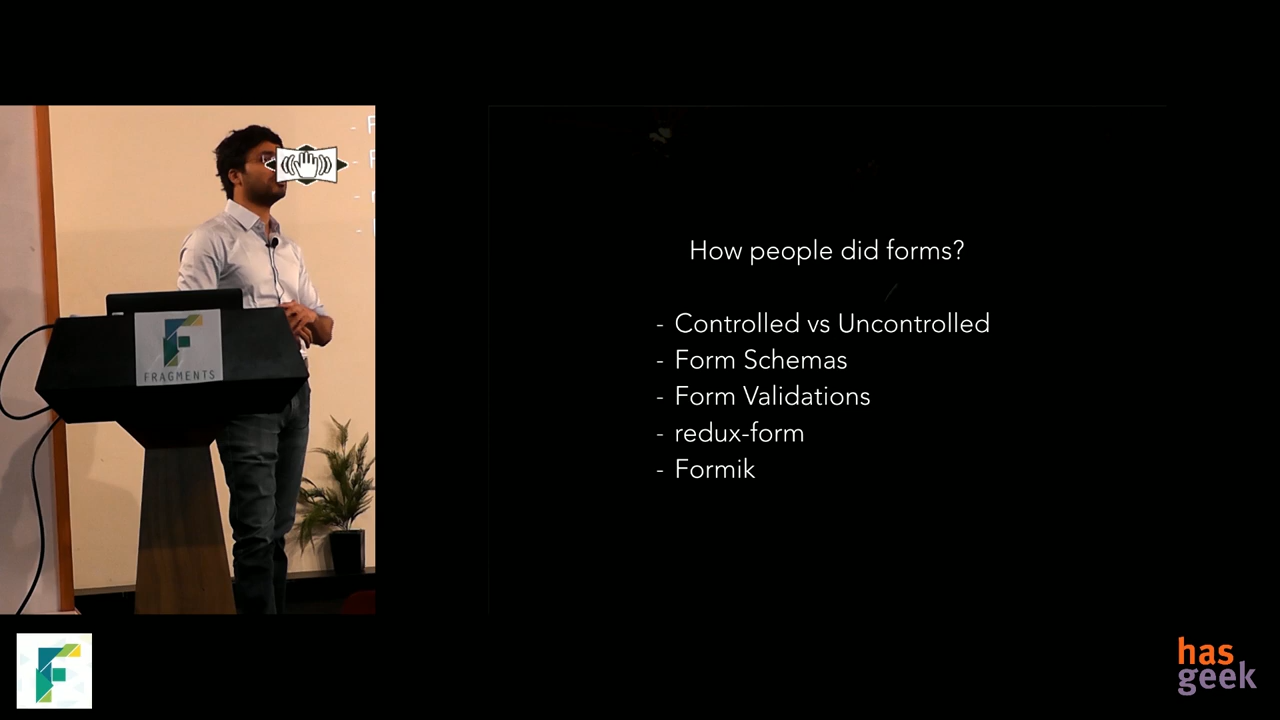 How people did forms?
- Controlled vs Uncontrolled
- Form Schemas
- Form Validations
- redux-form
- Formik
FRAGMENTS
has
geek